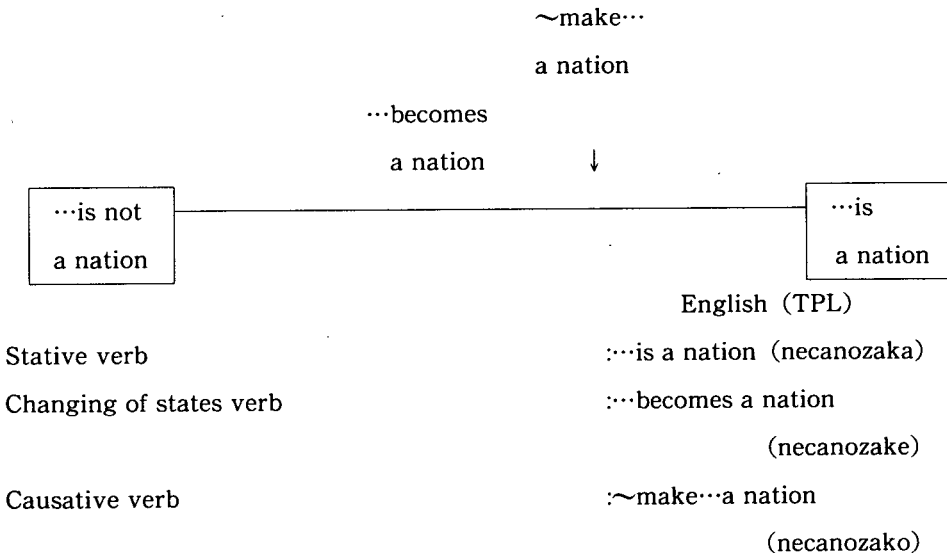 ～make…
a nation
…becomes
a nation ↓
…is not
a nation
…is
a nation
English (TPL)
Stative verb :…is a nation (necanozaka)
Changing of states verb :…becomes a nation
(necanozake)
Causative verb :～make…a nation
(necanozako)